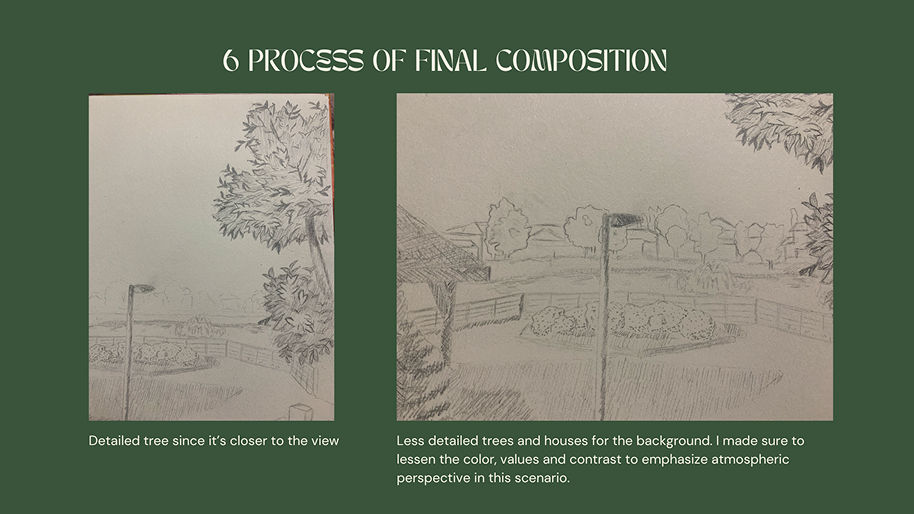 6 PROCESS OF FINAL COMPOSITION
Detailed tree since it's closer to the view
Less detailed trees and houses for the background. I made sure to
lessen the color, values and contrast to emphasize atmospheric
perspective in this scenario.